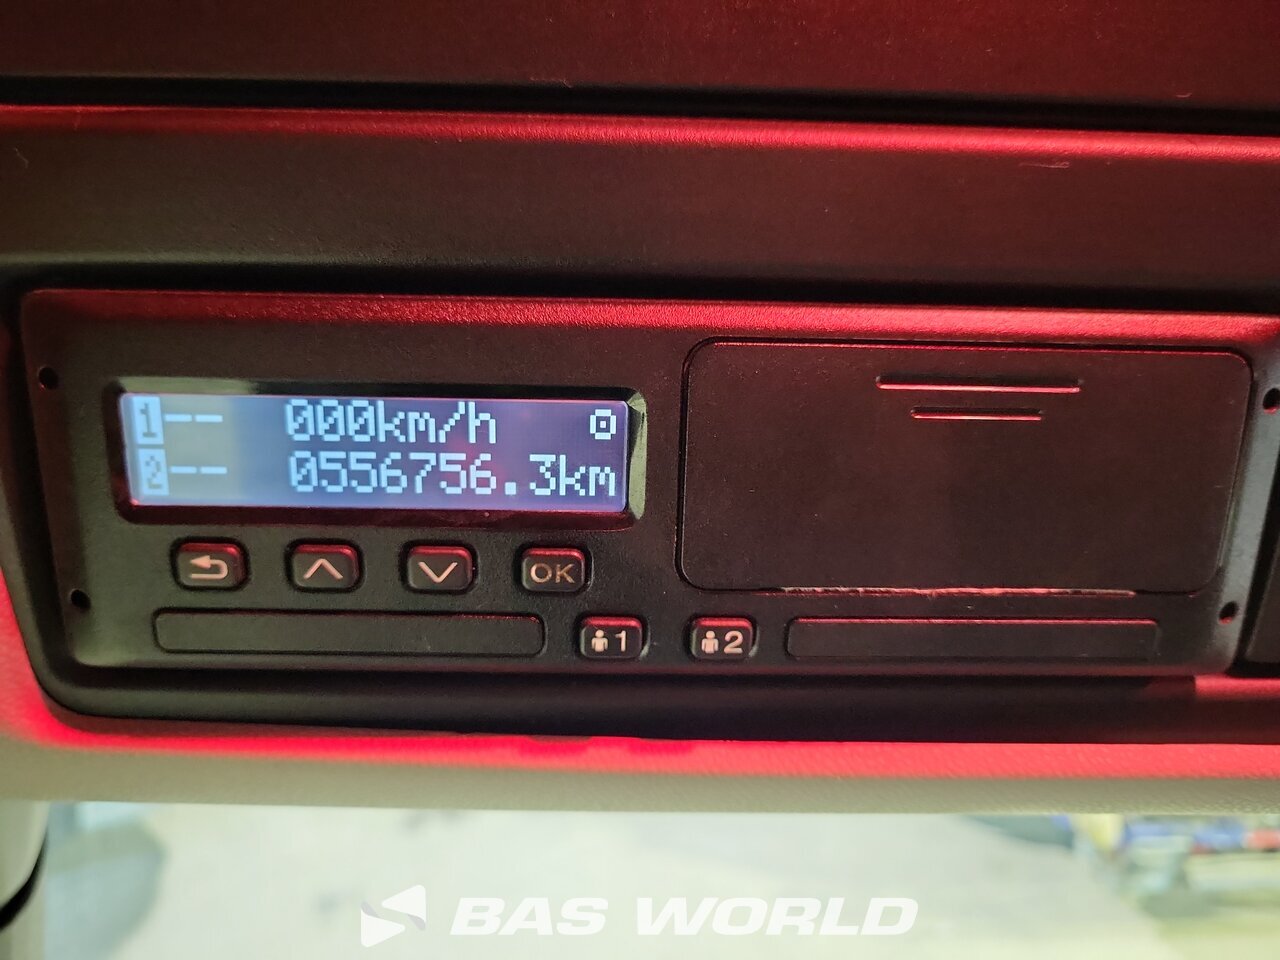 1-- 000km/h
2-- 0556756.3km
OK
1
2
BAS WORLD